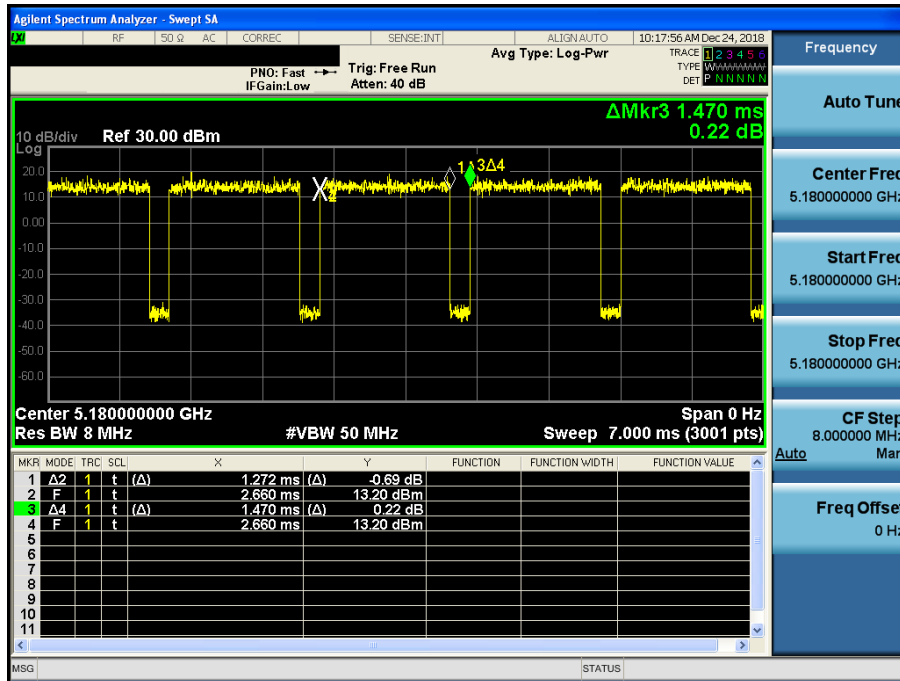 Agilent Spectrum Analyzer - Swept SA
LXI RF 50 Ω AC CORREC SENSE:INT ALIGN AUTO 10:17:56 AM Dec 24, 2018
Frequency
Avg Type: Log-Pwr
TRACE 1 2 3 4 5 6
PNO: Fast Trig: Free Run
TYPE WWWWWW
IFGain:Low Atten: 40 dB
DET P N N N N N
Auto Tune
ΔMkr3 1.470 ms
10 dB/div Ref 30.00 dBm 0.22 dB
Log
1Δ 3Δ4
20.0
Center Freq
5.180000000 GHz
10.0
2
0.00
-10.0
Start Freq
5.180000000 GHz
-20.0
-30.0
-40.0
Stop Freq
5.180000000 GHz
-50.0
-60.0
Center 5.180000000 GHz Span 0 Hz
Res BW 8 MHz #VBW 50 MHz Sweep 7.000 ms (3001 pts)
CF Step
8.000000 MHz
Auto Man
MKR MODE TRC SCL X Y FUNCTION FUNCTION WIDTH FUNCTION VALUE
1 Δ2 1 t (Δ) 1.272 ms (Δ) -0.69 dB
2 F 1 t 2.660 ms 13.20 dBm
3 Δ4 1 t (Δ) 1.470 ms (Δ) 0.22 dB
4 F 1 t 2.660 ms 13.20 dBm
5
6
7
8
9
10
11
Freq Offset
0 Hz
MSG STATUS